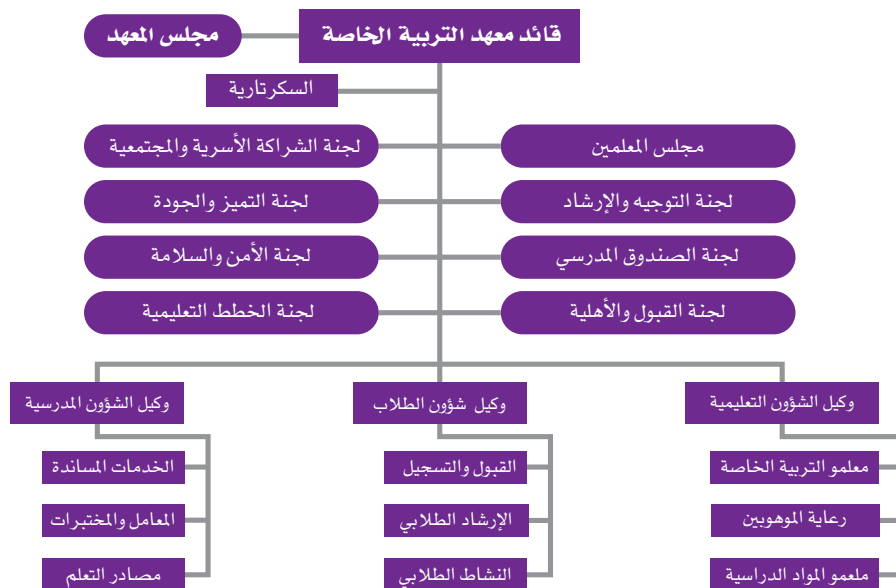 قائد معهد التربية الخاصة
مجلس المعهد
السكرتارية
مجلس المعلمين
لجنة الشراكة الأسرية والمجتمعية
لجنة التوجيه والإرشاد
لجنة التميز والجودة
لجنة الصندوق المدرسي
لجنة الأمن والسلامة
لجنة القبول والأهلية
لجنة الخطط التعليمية
وكيل الشؤون التعليمية
وكيل شؤون الطلاب
وكيل الشؤون المدرسية
معلمو التربية الخاصة
القبول والتسجيل
الخدمات المساندة
رعاية الموهوبين
الإرشاد الطلابي
المعامل والمختبرات
ملعمو المواد الدراسية
النشاط الطلابي
مصادر التعلم